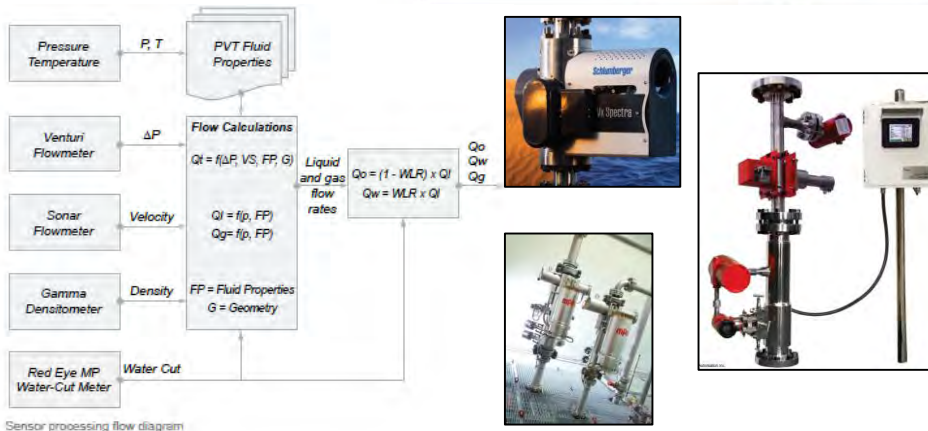 Pressure
Temperature
P, T
PVT Fluid
Properties
Venturi
Flowmeter
ΔP
Flow Calculations
Qt = f(ΔP, VS, FP, G)
Ql = f(p, FP)
Qg= f(p, FP)
FP = Fluid Properties
G = Geometry
Sonar
Flowmeter
Velocity
Gamma
Densitometer
Density
Red Eye MP
Water-Cut Meter
Water Cut
Liquid
and gas
flow
rates
Qo = (1 - WLR) x Ql
Qw = WLR x Ql
Qo
Qw
Qg
Schlumberger
Vx Spectra
Sensor processing flow diagram